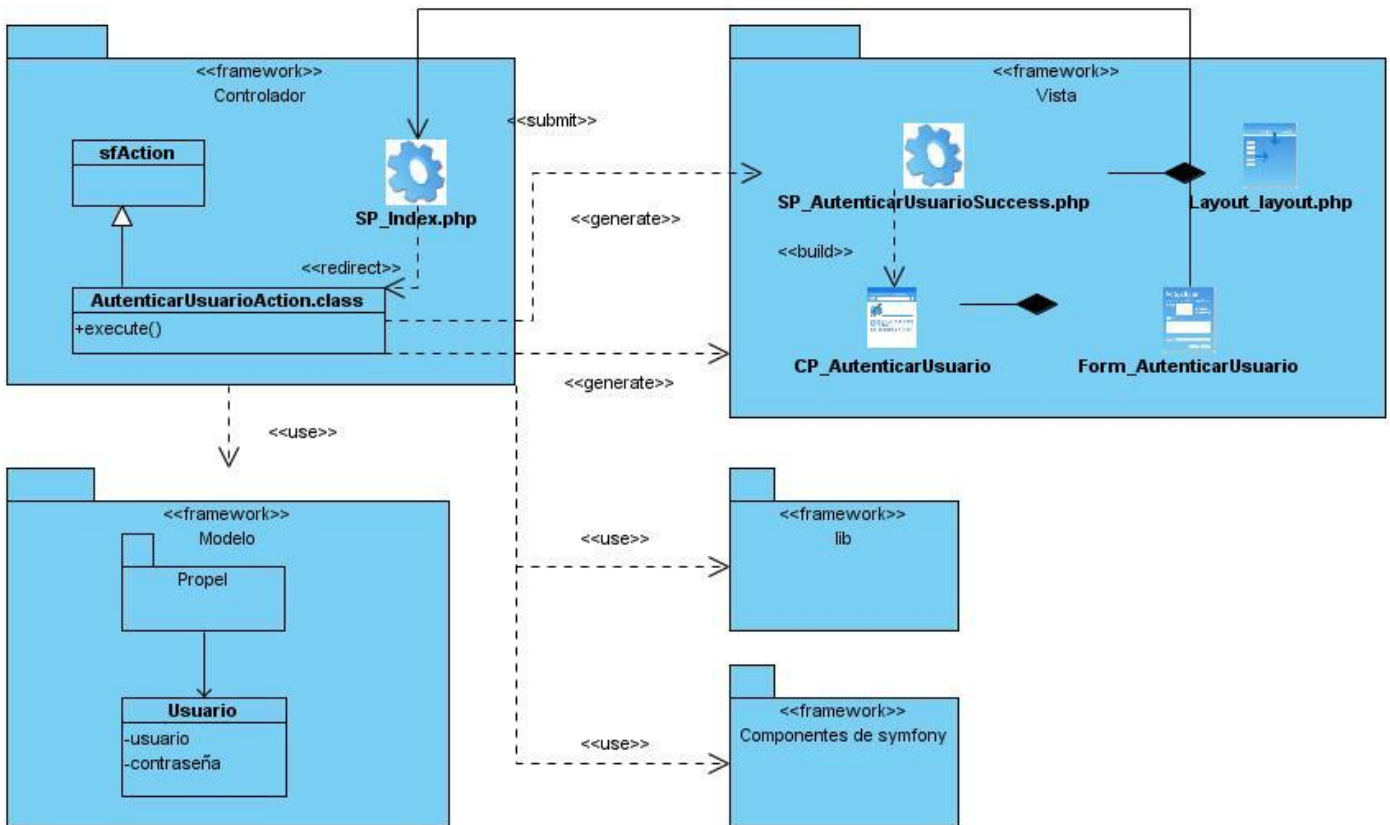 <<framework>>
Controlador
sfAction
SP_Index.php
<<redirect>>
AutenticarUsuarioAction.class
+execute()
<<submit>>
<<generate>>
<<generate>>
<<framework>>
Vista
SP_AutenticarUsuarioSuccess.php
Layout_layout.php
<<build>>
CP_AutenticarUsuario
Form_AutenticarUsuario
<<use>>
<<framework>>
Modelo
Propel
Usuario
-usuario
-contraseña
<<use>>
<<framework>>
lib
<<use>>
<<framework>>
Componentes de symfony